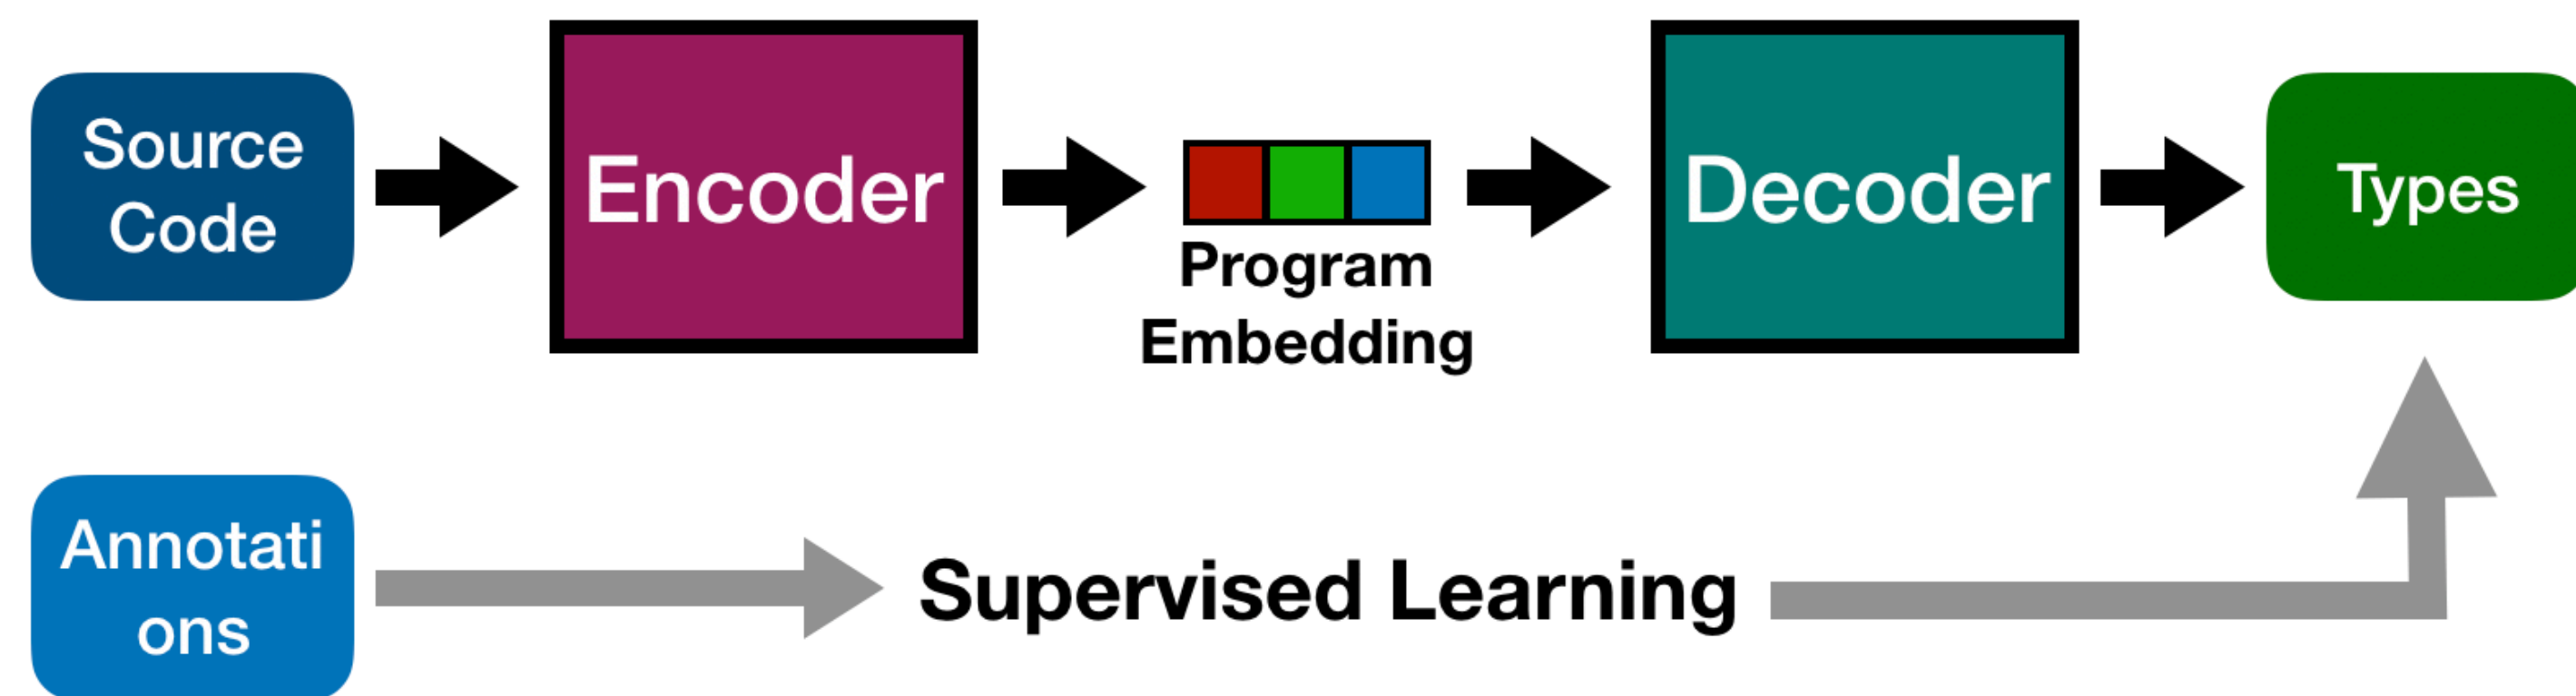 Source
Code
Encoder
Program
Embedding
Decoder
Types
Annotati
ons
Supervised Learning